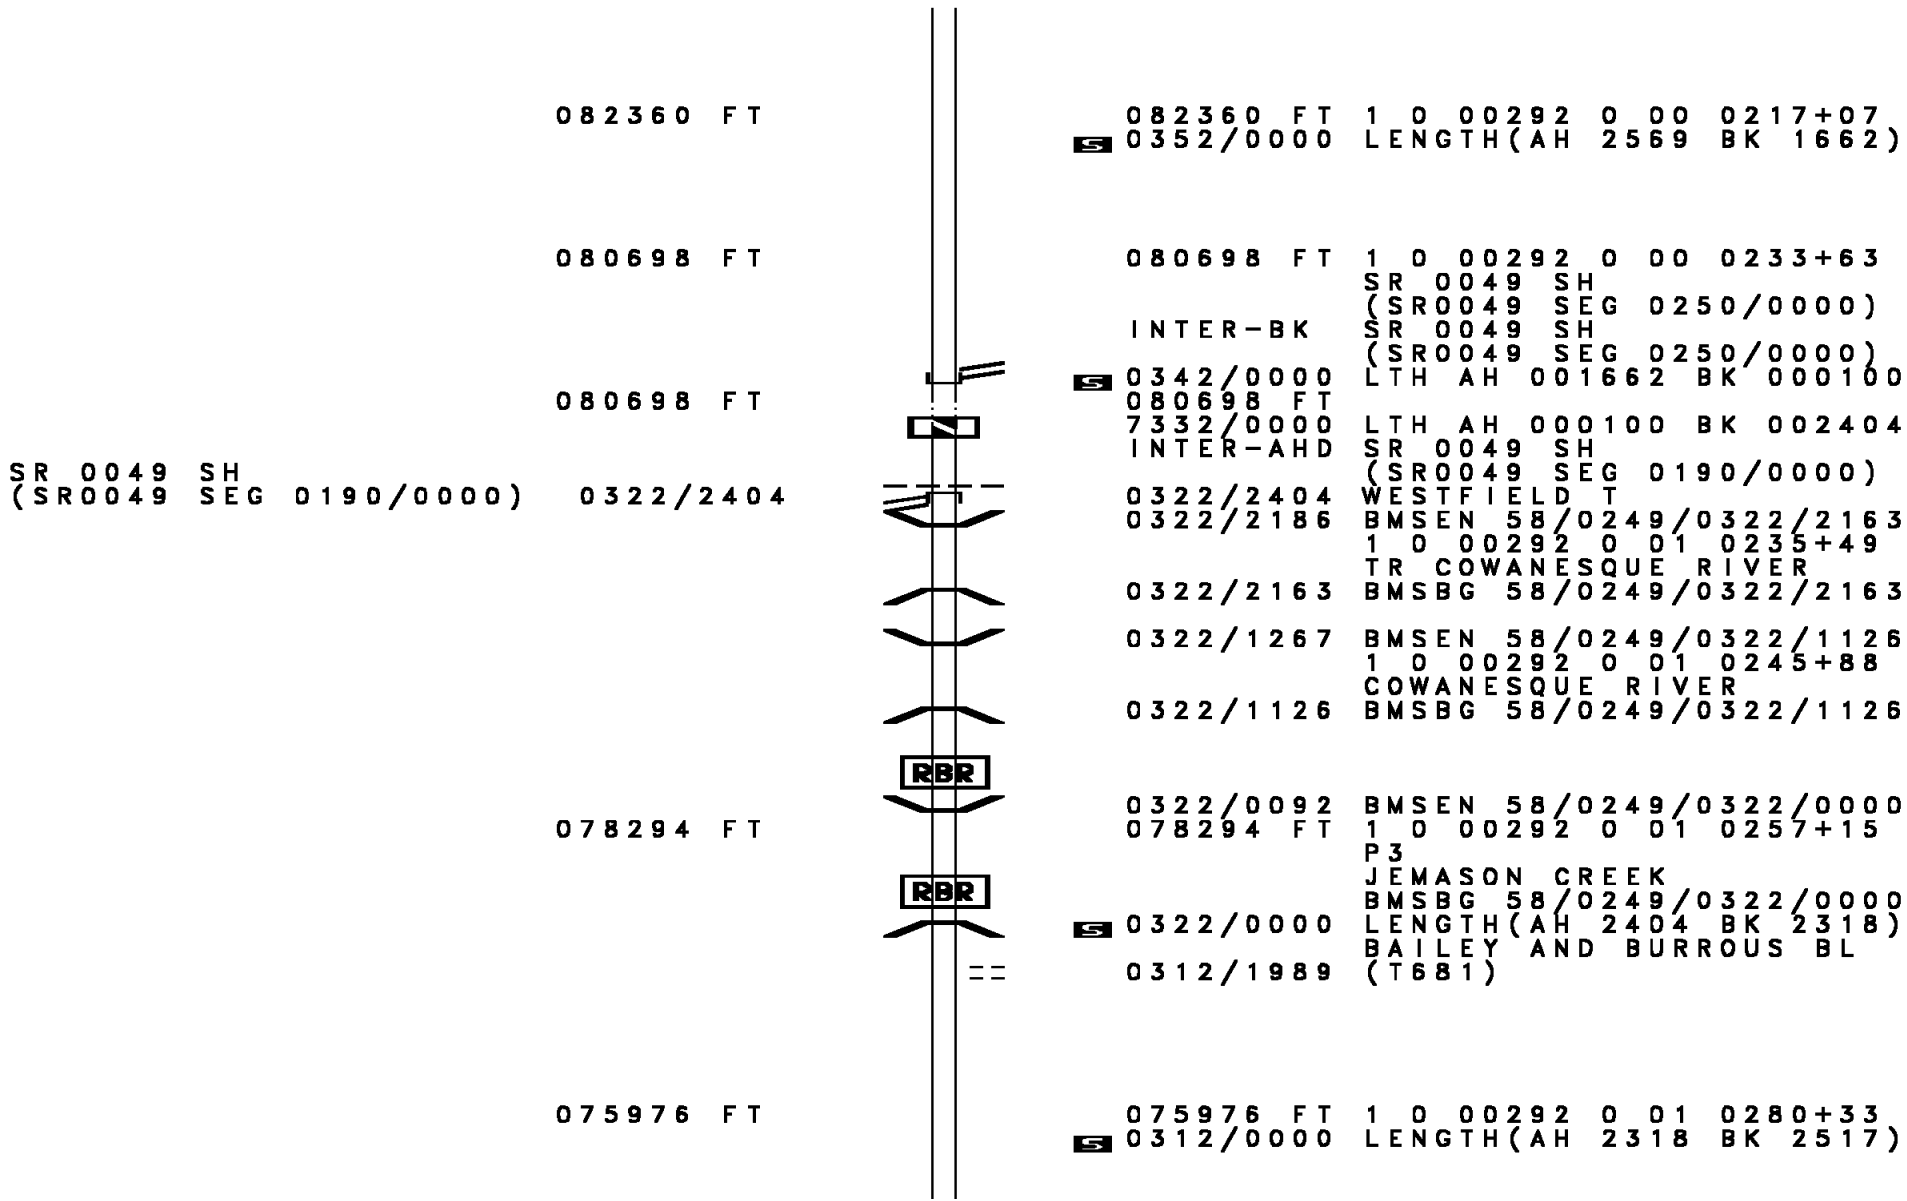 082360 FT 082360 FT 1 0 00292 0 00 0217+07
S 0352/0000 LENGTH(AH 2569 BK 1662)
080698 FT 080698 FT 1 0 00292 0 00 0233+63
SR 0049 SH
(SR0049 SEG 0250/0000)
INTER-BK SR 0049 SH
(SR0049 SEG 0250/0000)
S 0342/0000 LTH AH 001662 BK 000100
080698 FT 080698 FT
7332/0000 LTH AH 000100 BK 002404
INTER-AHD SR 0049 SH
SR 0049 SH (SR0049 SEG 0190/0000)
(SR0049 SEG 0190/0000) 0322/2404 0322/2404 WESTFIELD T
0322/2186 BMSEN 58/0249/0322/2163
1 0 00292 0 01 0235+49
TR COWANESQUE RIVER
0322/2163 BMSBG 58/0249/0322/2163
0322/1267 BMSEN 58/0249/0322/1126
1 0 00292 0 01 0245+88
COWANESQUE RIVER
0322/1126 BMSBG 58/0249/0322/1126
RBR
0322/0092 BMSEN 58/0249/0322/0000
078294 FT 078294 FT 1 0 00292 0 01 0257+15
P3
JEMASON CREEK
RBR BMSBG 58/0249/0322/0000
S 0322/0000 LENGTH(AH 2404 BK 2318)
BAILEY AND BURROUS BL
0312/1989 (T681)
075976 FT 075976 FT 1 0 00292 0 01 0280+33
S 0312/0000 LENGTH(AH 2318 BK 2517)